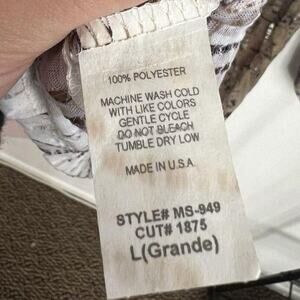 100% POLYESTER
MACHINE WASH COLD
WITH LIKE COLORS
GENTLE CYCLE
DO NOT BLEACH
TUMBLE DRY LOW
MADE IN U.S.A.
STYLE# MS-949
CUT# 1875
L(Grande)